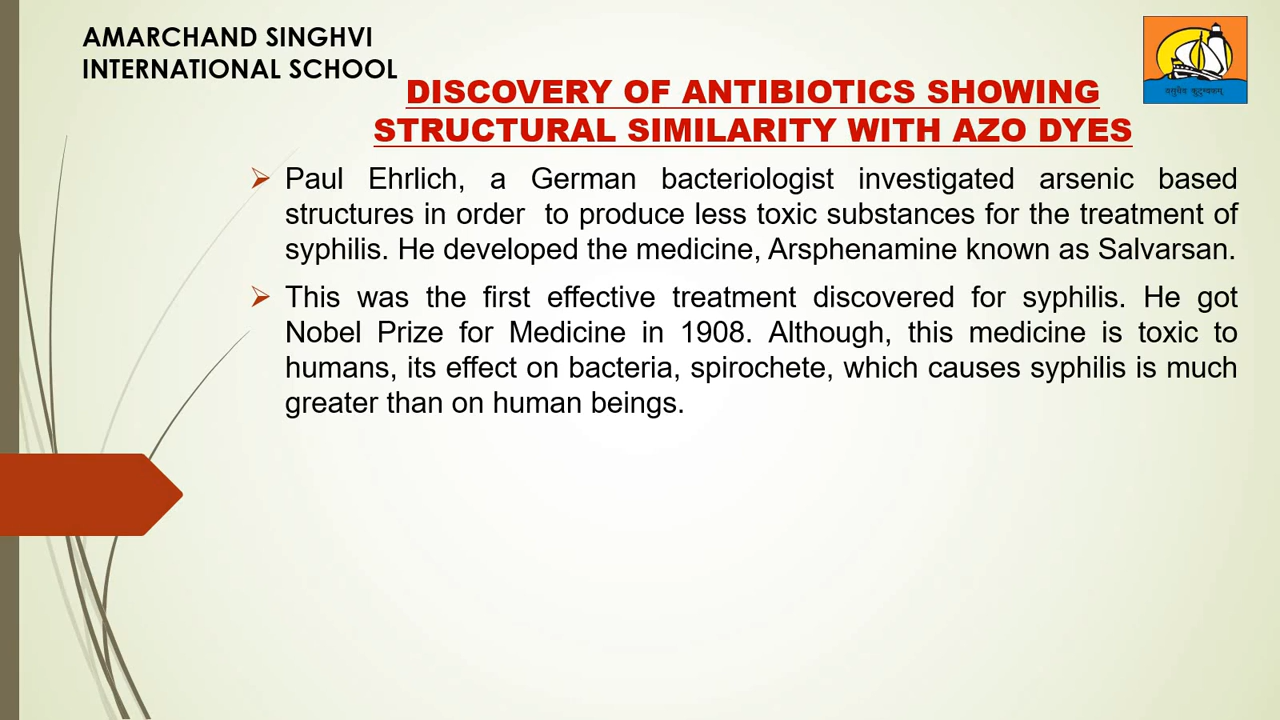 AMARCHAND SINGHVI
INTERNATIONAL SCHOOL
DISCOVERY OF ANTIBIOTICS SHOWING
STRUCTURAL SIMILARITY WITH AZO DYES
Paul Ehrlich, a German bacteriologist investigated arsenic based
structures in order to produce less toxic substances for the treatment of
syphilis. He developed the medicine, Arsphenamine known as Salvarsan.
This was the first effective treatment discovered for syphilis. He got
Nobel Prize for Medicine in 1908. Although, this medicine is toxic to
humans, its effect on bacteria, spirochete, which causes syphilis is much
greater than on human beings.